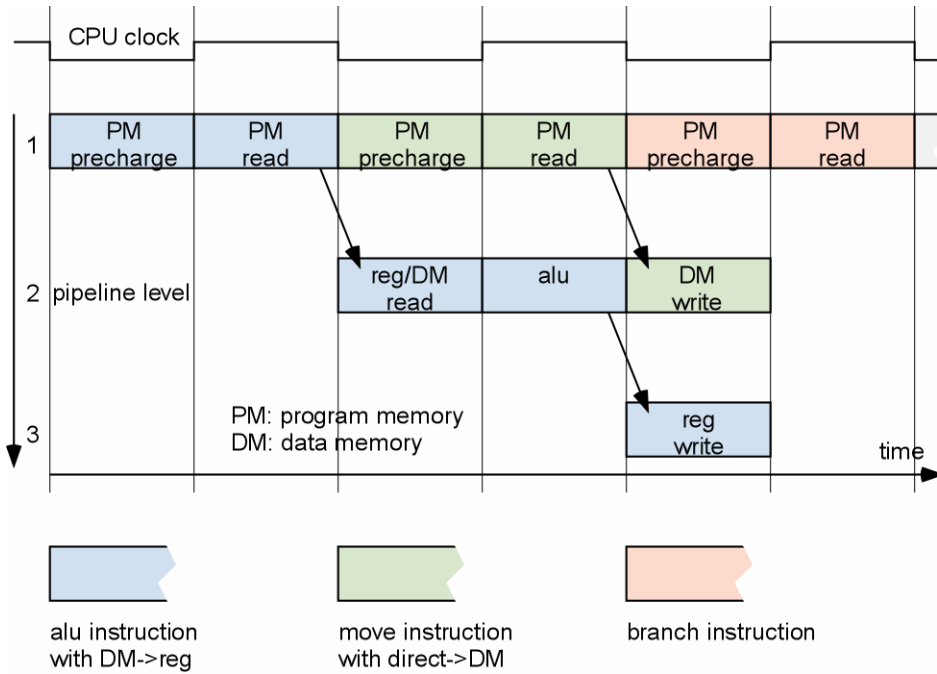 CPU clock
1
PM
precharge
PM
read
PM
precharge
PM
read
PM
precharge
PM
read
2
pipeline level
reg/DM
read
alu
DM
write
PM: program memory
DM: data memory
3
reg
write
time
alu instruction
with DM->reg
move instruction
with direct->DM
branch instruction